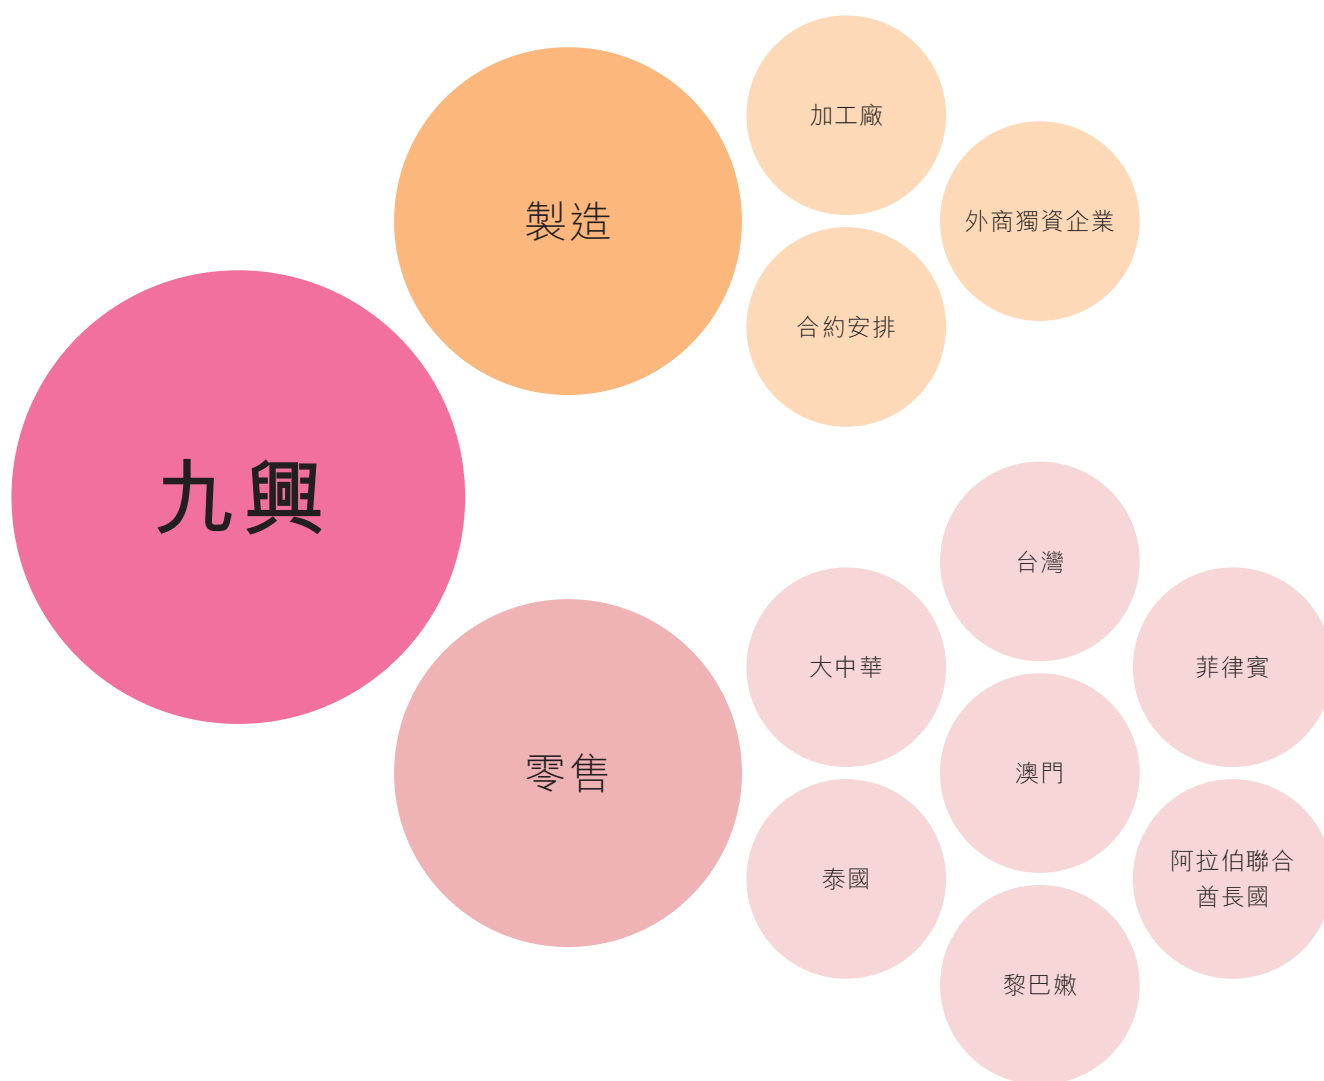 九興
製造
加工廠
外商獨資企業
合約安排
零售
台灣
大中華
菲律賓
澳門
泰國
阿拉伯聯合
酋長國
黎巴嫩